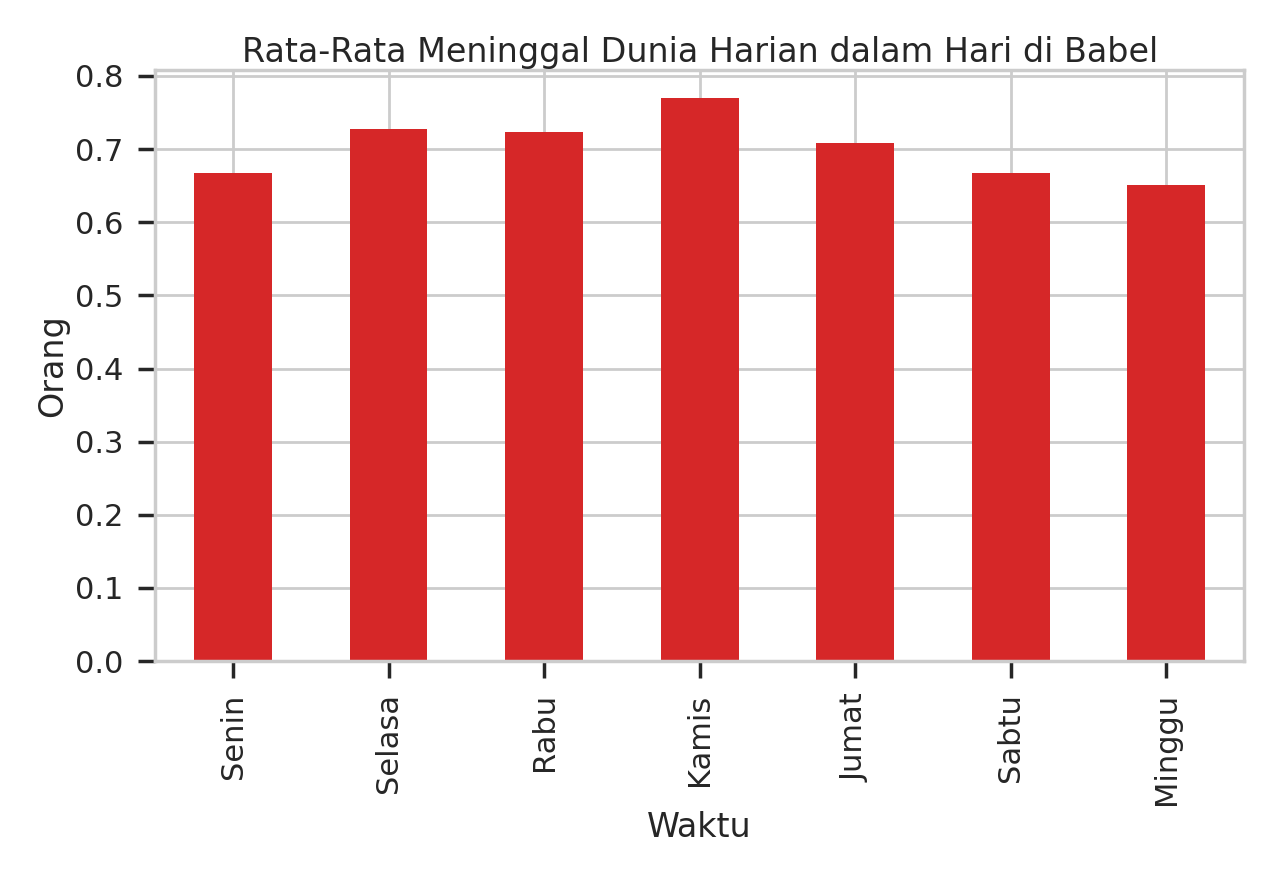 Rata-Rata Meninggal Dunia Harian dalam Hari di Babel
0.8
0.7
0.6
0.5
0.4
0.3
0.2
0.1
0.0
Orang
Senin
Selasa
Rabu
Kamis
Jumat
Sabtu
Minggu
Waktu